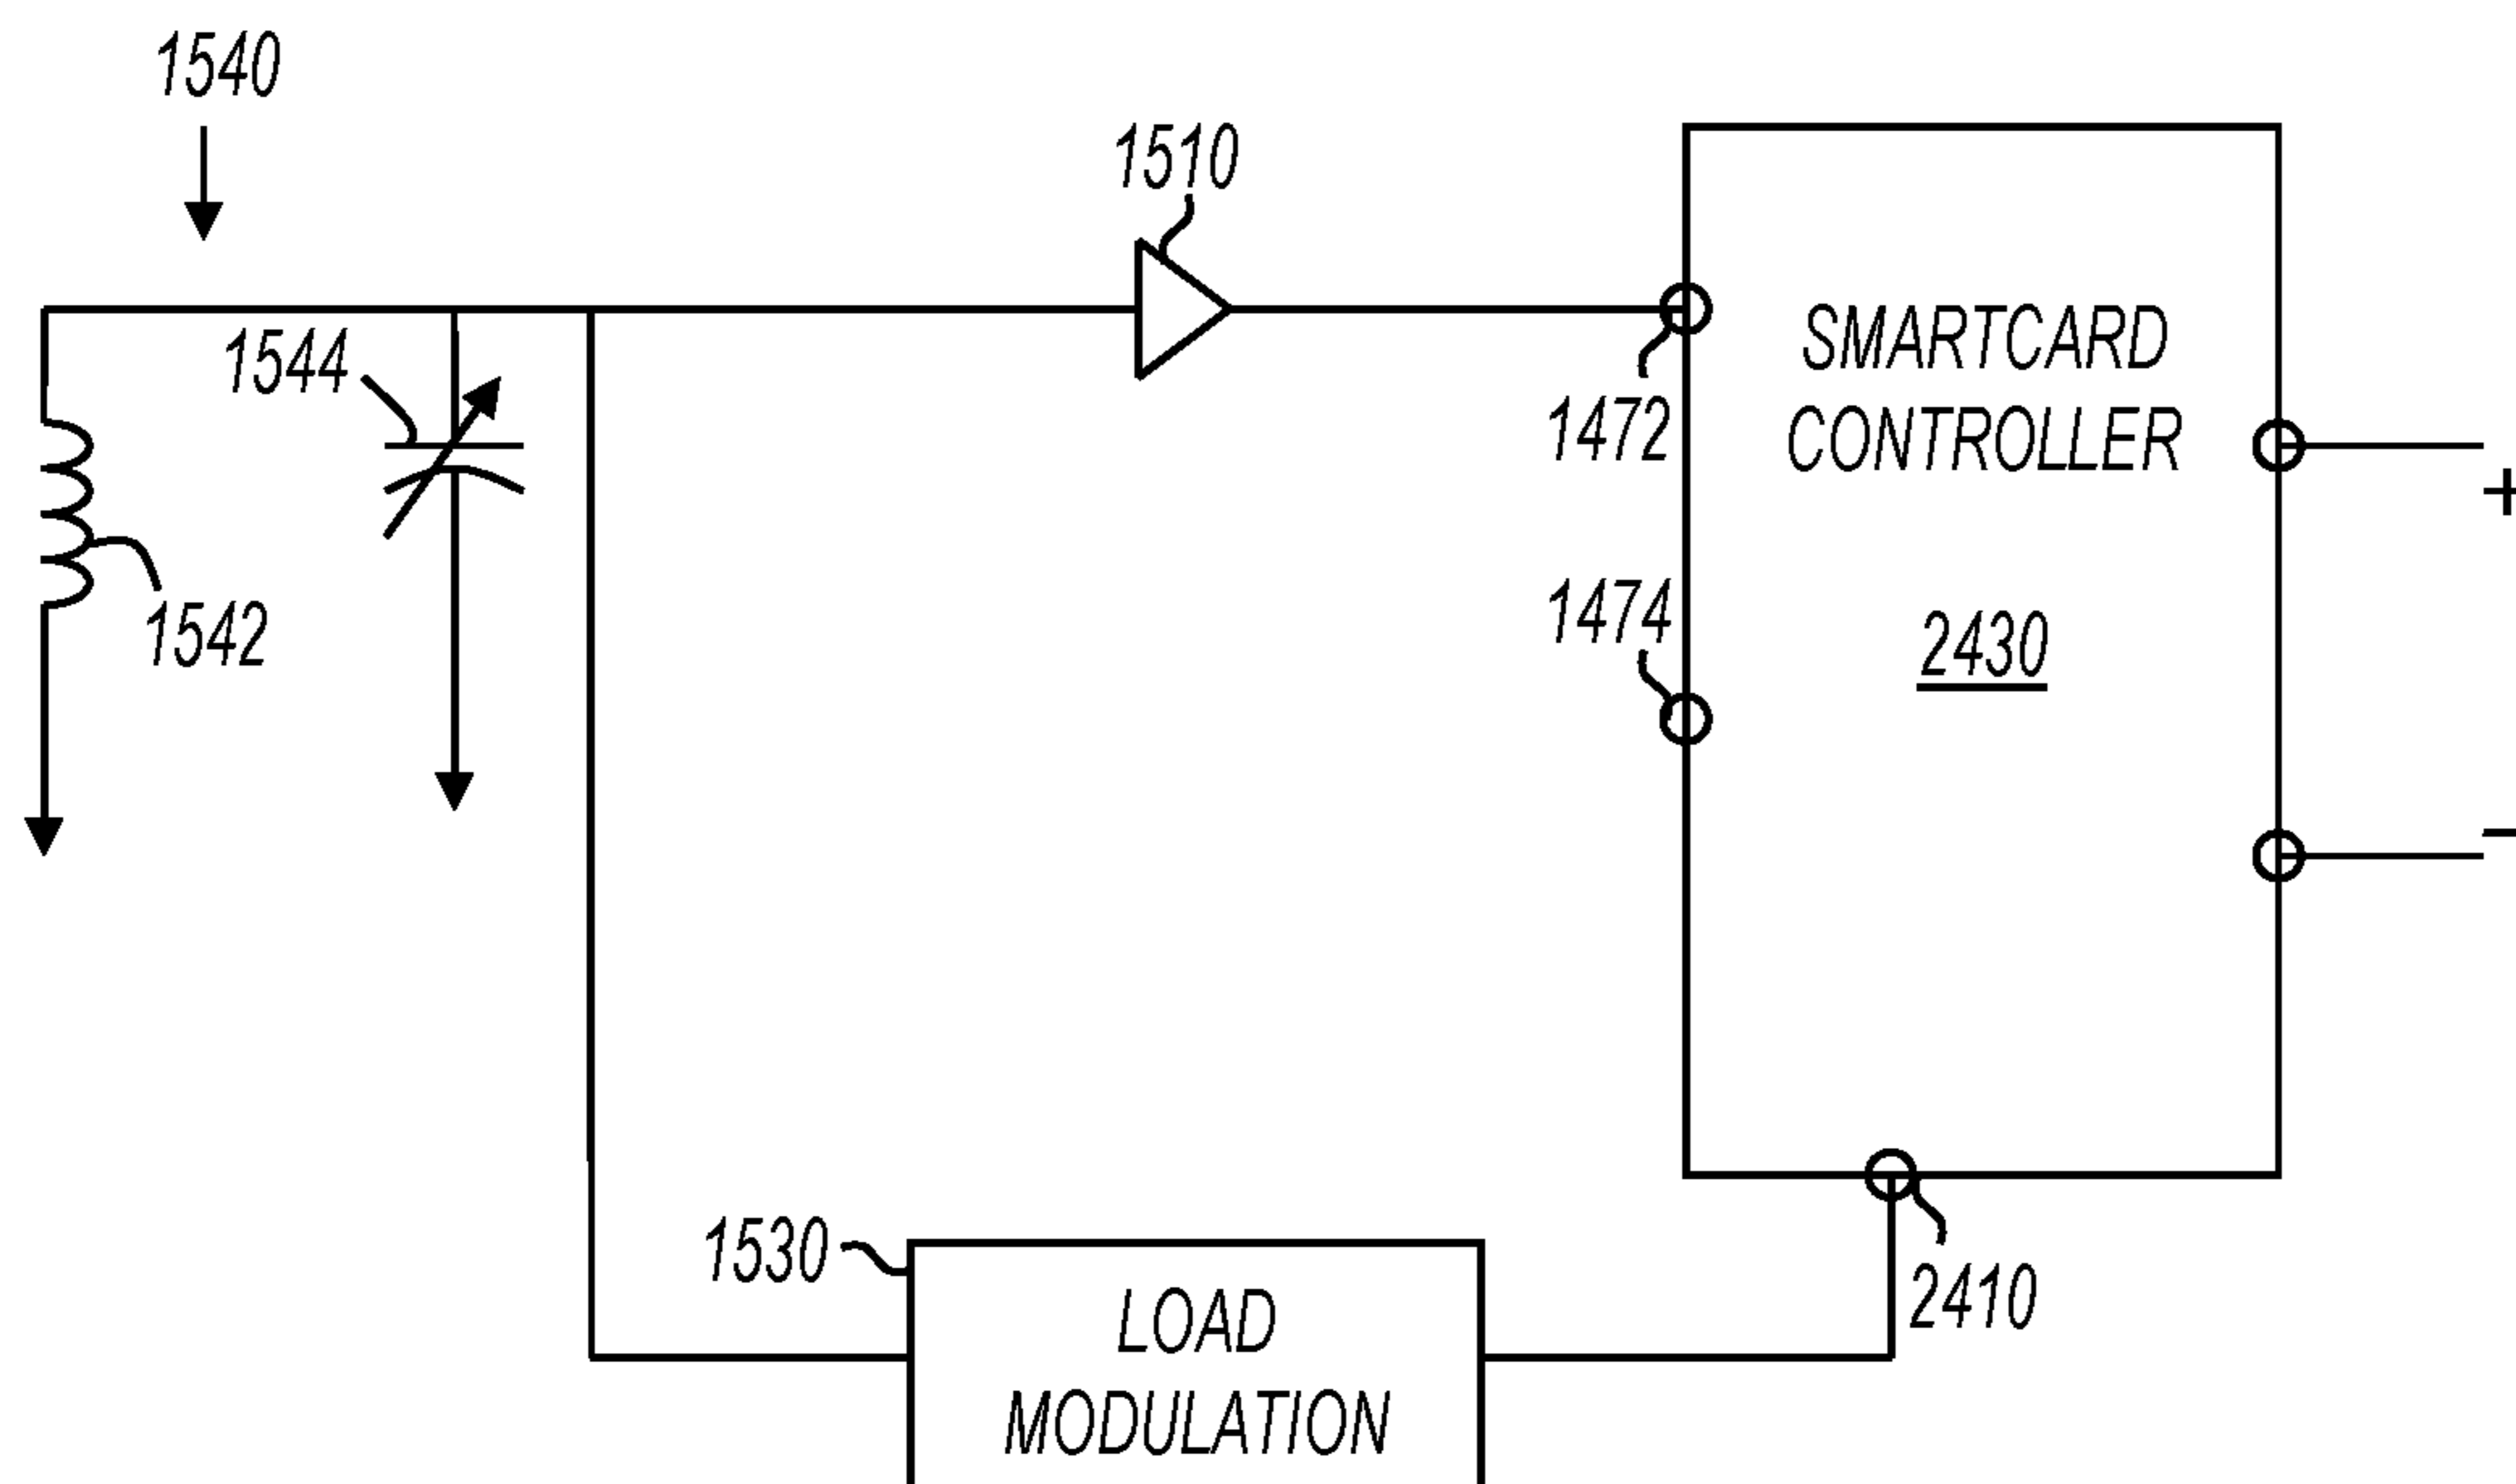 1540
1510
1544
1472
SMARTCARD
CONTROLLER
+
1542
1474
2430
−
1530
2410
LOAD
MODULATION